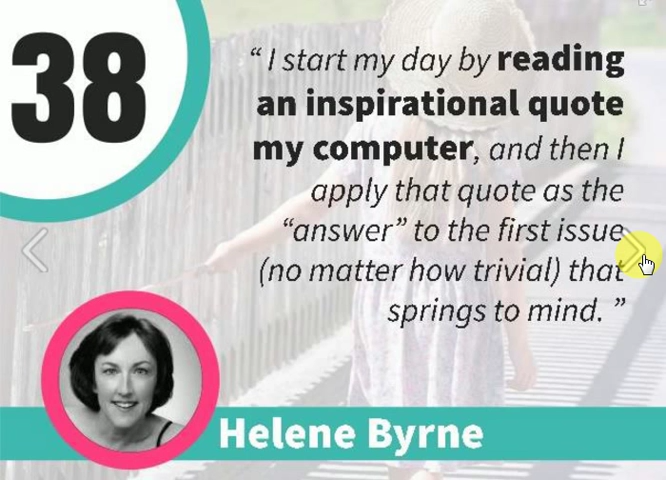 38
“ I start my day by reading
an inspirational quote
my computer, and then I
apply that quote as the
“answer” to the first issue
(no matter how trivial) that
springs to mind. ”
Helene Byrne